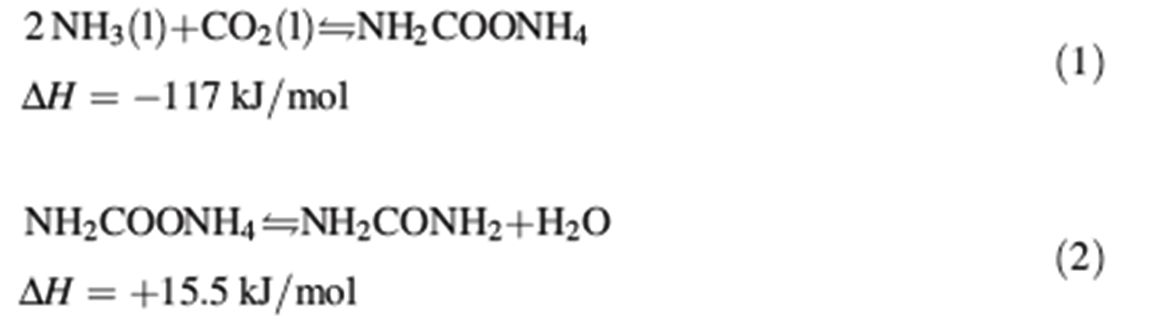 2 NH₃(l)+CO₂(l)⇌NH₂COONH₄
(1)
ΔH = −117 kJ/mol
NH₂COONH₄⇌NH₂CONH₂+H₂O
(2)
ΔH = +15.5 kJ/mol